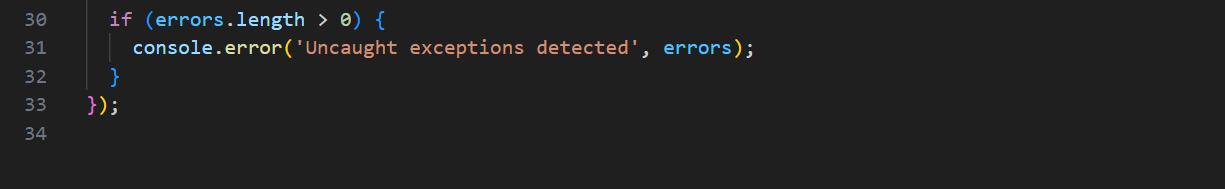 30 if (errors.length > 0) {
31 console.error('Uncaught exceptions detected', errors);
32 }
33 });
34